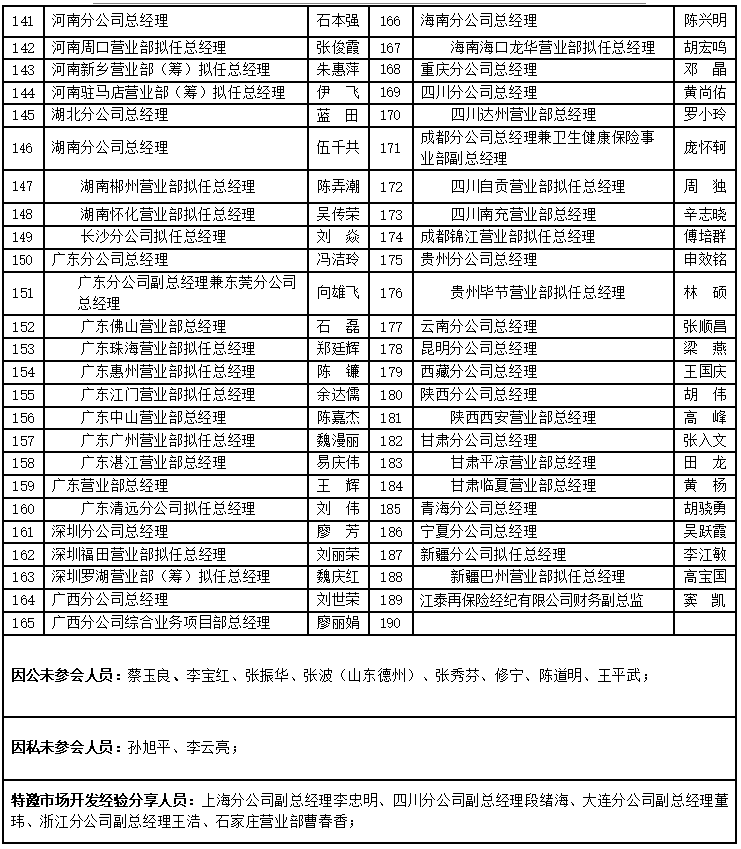 141 河南分公司总经理 石本强 166 海南分公司总经理 陈兴明
142 河南周口营业部拟任总经理 张俊霞 167 海南海口龙华营业部拟任总经理 胡宏鸣
143 河南新乡营业部（筹）拟任总经理 朱惠萍 168 重庆分公司总经理 邓 晶
144 河南驻马店营业部（筹）拟任总经理 伊 飞 169 四川分公司总经理 黄尚佑
145 湖北分公司总经理 蓝 田 170 四川达州营业部总经理 罗小玲
146 湖南分公司总经理 伍千共 171 成都分公司总经理兼卫生健康保险事
业部副总经理 庞怀轲
147 湖南郴州营业部拟任总经理 陈弄潮 172 四川自贡营业部拟任总经理 周 独
148 湖南怀化营业部拟任总经理 吴传荣 173 四川南充营业部总经理 辛志晓
149 长沙分公司拟任总经理 刘 焱 174 成都锦江营业部拟任总经理 傅培群
150 广东分公司总经理 冯洁玲 175 贵州分公司总经理 申效铭
151 广东分公司副总经理兼东莞分公司
总经理 向雄飞 176 贵州毕节营业部拟任总经理 林 硕
152 广东佛山营业部总经理 石 磊 177 云南分公司总经理 张顺昌
153 广东珠海营业部拟任总经理 郑廷辉 178 昆明分公司总经理 梁 燕
154 广东惠州营业部拟任总经理 陈 镰 179 西藏分公司总经理 王国庆
155 广东江门营业部拟任总经理 余达儒 180 陕西分公司总经理 胡 伟
156 广东中山营业部总经理 陈嘉杰 181 陕西西安营业部总经理 高 峰
157 广东广州营业部拟任总经理 魏漫丽 182 甘肃分公司总经理 张入文
158 广东湛江营业部总经理 易庆伟 183 甘肃平凉营业部总经理 田 龙
159 广东营业部总经理 王 辉 184 甘肃临夏营业部总经理 黄 杨
160 广东清远分公司拟任总经理 刘 伟 185 青海分公司总经理 胡骁勇
161 深圳分公司总经理 廖 芳 186 宁夏分公司总经理 吴跃霞
162 深圳福田营业部拟任总经理 刘丽荣 187 新疆分公司拟任总经理 李江敏
163 深圳罗湖营业部（筹）拟任总经理 魏庆红 188 新疆巴州营业部拟任总经理 高宝国
164 广西分公司总经理 刘世荣 189 江泰再保险经纪有限公司财务副总监 窦 凯
165 广西分公司综合业务项目部总经理 廖丽娟 190
因公未参会人员：蔡玉良、李宝红、张振华、张波（山东德州）、张秀芬、修宁、陈道明、王平武；
因私未参会人员：孙旭平、李云亮；
特邀市场开发经验分享人员：上海分公司副总经理李忠明、四川分公司副总经理段绪海、大连分公司副总经理董
玮、浙江分公司副总经理王浩、石家庄营业部曹春香；